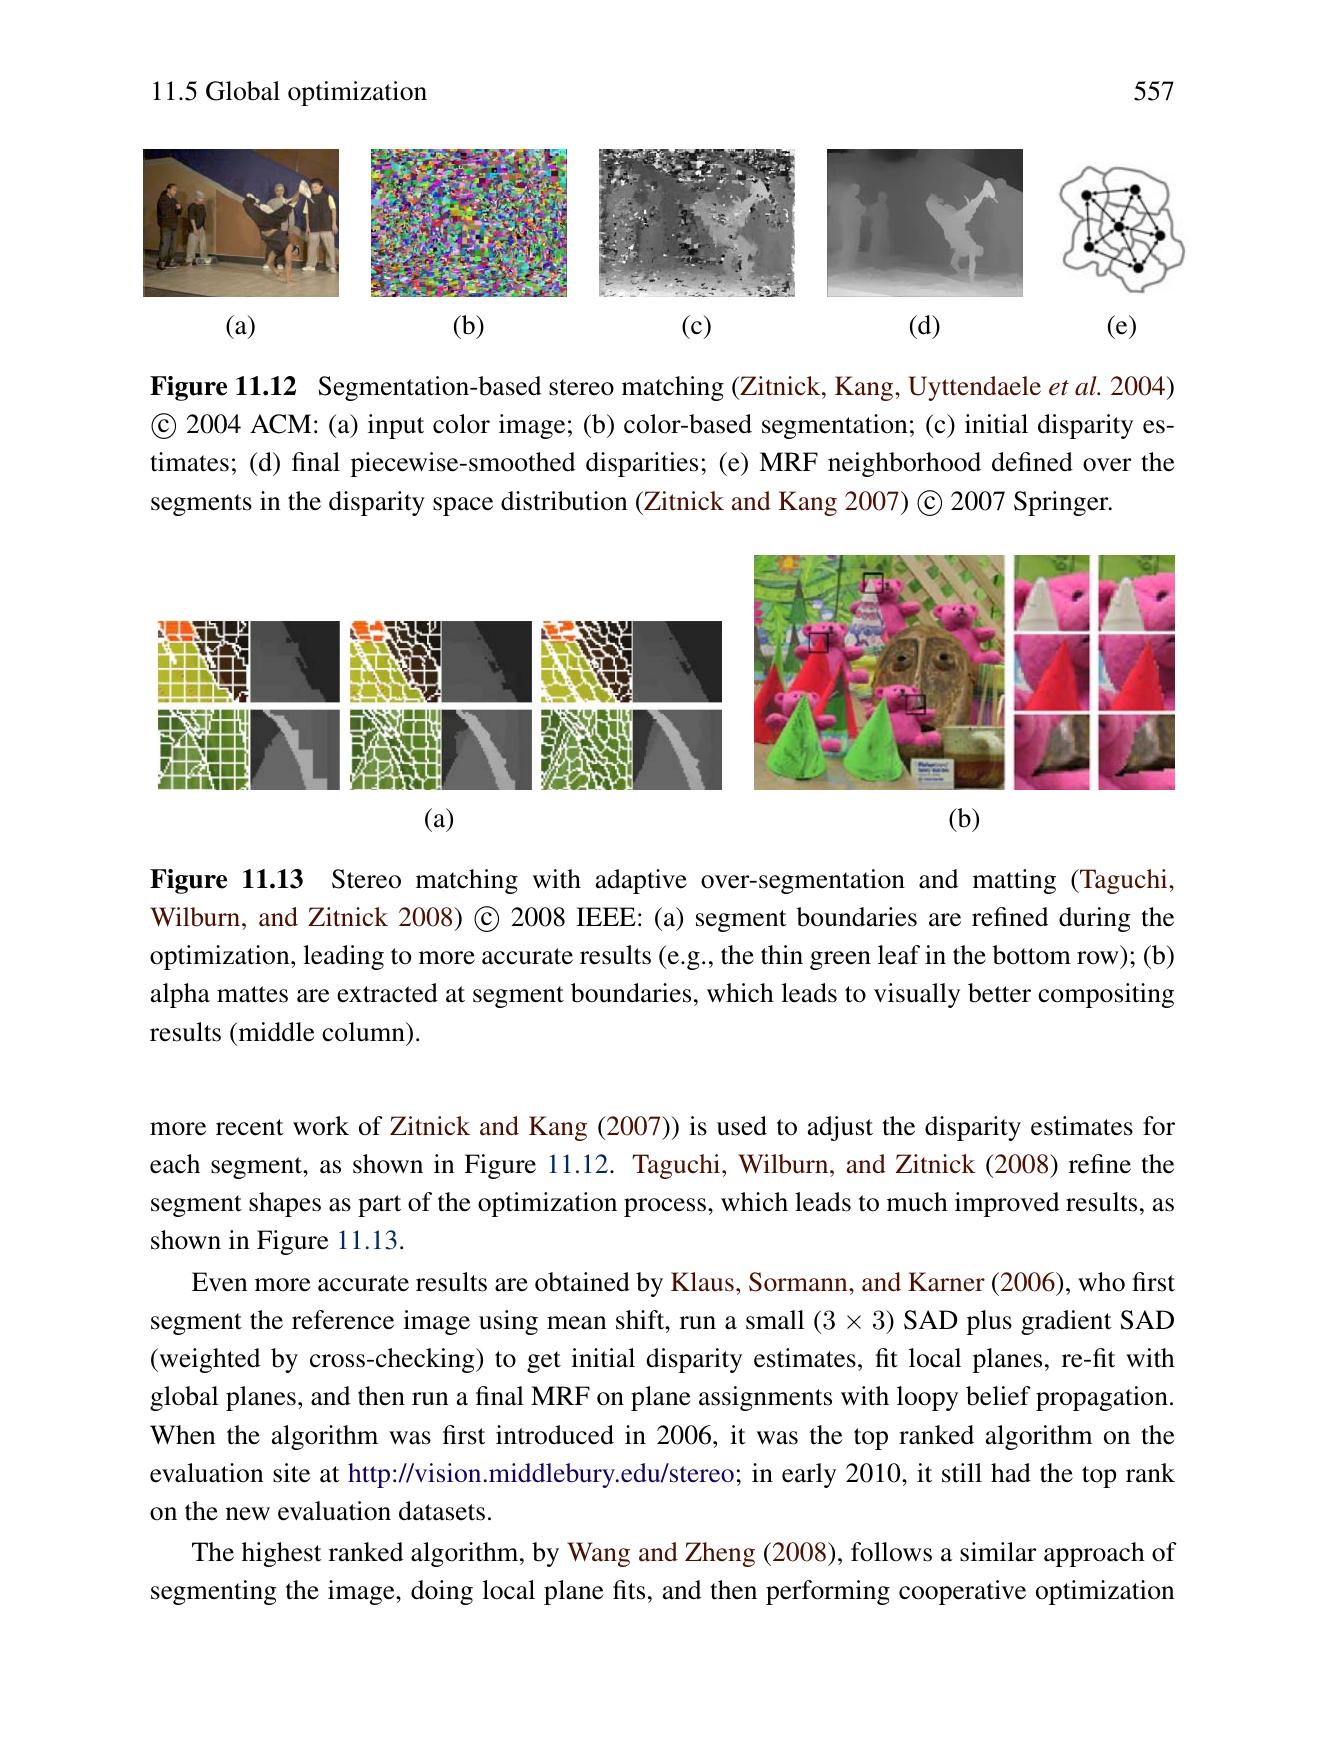 11.5 Global optimization 557
(a) (b) (c) (d) (e)
Figure 11.12 Segmentation-based stereo matching (Zitnick, Kang, Uyttendaele et al. 2004)
© 2004 ACM: (a) input color image; (b) color-based segmentation; (c) initial disparity es-
timates; (d) final piecewise-smoothed disparities; (e) MRF neighborhood defined over the
segments in the disparity space distribution (Zitnick and Kang 2007) © 2007 Springer.
(a) (b)
Figure 11.13 Stereo matching with adaptive over-segmentation and matting (Taguchi,
Wilburn, and Zitnick 2008) © 2008 IEEE: (a) segment boundaries are refined during the
optimization, leading to more accurate results (e.g., the thin green leaf in the bottom row); (b)
alpha mattes are extracted at segment boundaries, which leads to visually better compositing
results (middle column).
more recent work of Zitnick and Kang (2007)) is used to adjust the disparity estimates for
each segment, as shown in Figure 11.12. Taguchi, Wilburn, and Zitnick (2008) refine the
segment shapes as part of the optimization process, which leads to much improved results, as
shown in Figure 11.13.
Even more accurate results are obtained by Klaus, Sormann, and Karner (2006), who first
segment the reference image using mean shift, run a small (3 × 3) SAD plus gradient SAD
(weighted by cross-checking) to get initial disparity estimates, fit local planes, re-fit with
global planes, and then run a final MRF on plane assignments with loopy belief propagation.
When the algorithm was first introduced in 2006, it was the top ranked algorithm on the
evaluation site at http://vision.middlebury.edu/stereo; in early 2010, it still had the top rank
on the new evaluation datasets.
The highest ranked algorithm, by Wang and Zheng (2008), follows a similar approach of
segmenting the image, doing local plane fits, and then performing cooperative optimization